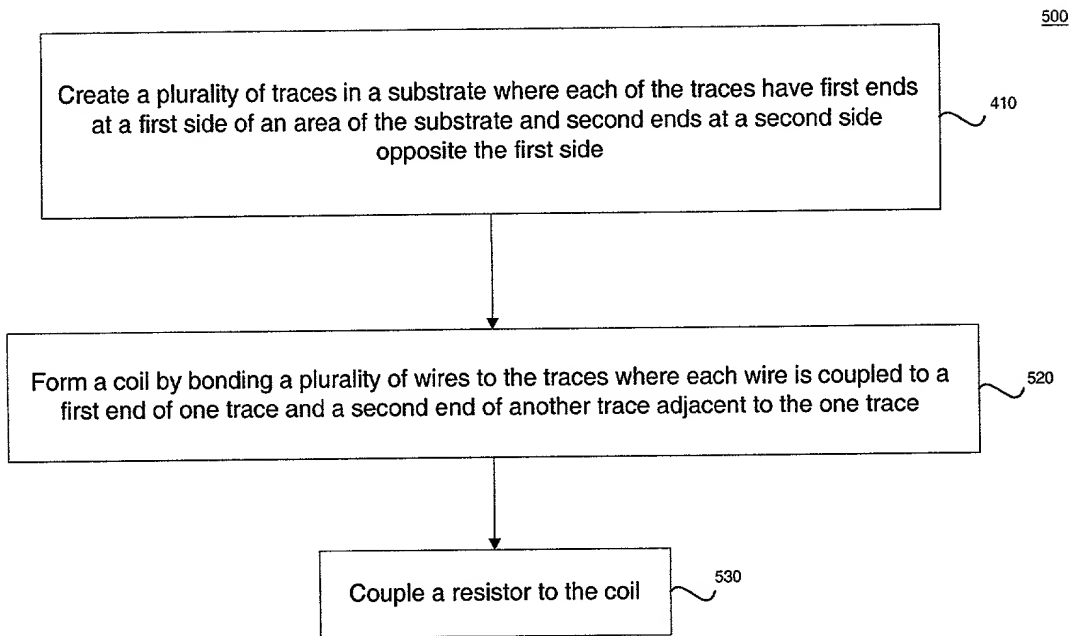 500
Create a plurality of traces in a substrate where each of the traces have first ends
at a first side of an area of the substrate and second ends at a second side
opposite the first side
410
Form a coil by bonding a plurality of wires to the traces where each wire is coupled to a
first end of one trace and a second end of another trace adjacent to the one trace
520
Couple a resistor to the coil
530